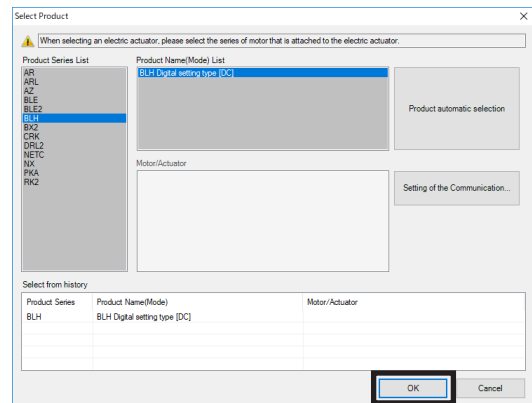 Select Product
When selecting an electric actuator, please select the series of motor that is attached to the electric actuator.
Product Series List
Product Name(Mode) List
AR
ARL
AZ
BLE
BLE2
BLH
BX2
CRK
DRL2
NETC
NX
PKA
RK2
BLH Digital setting type [DC]
Product automatic selection
Motor/Actuator
Setting of the Communication...
Select from history
Product Series Product Name(Mode) Motor/Actuator
BLH BLH Digital setting type [DC]
OK Cancel